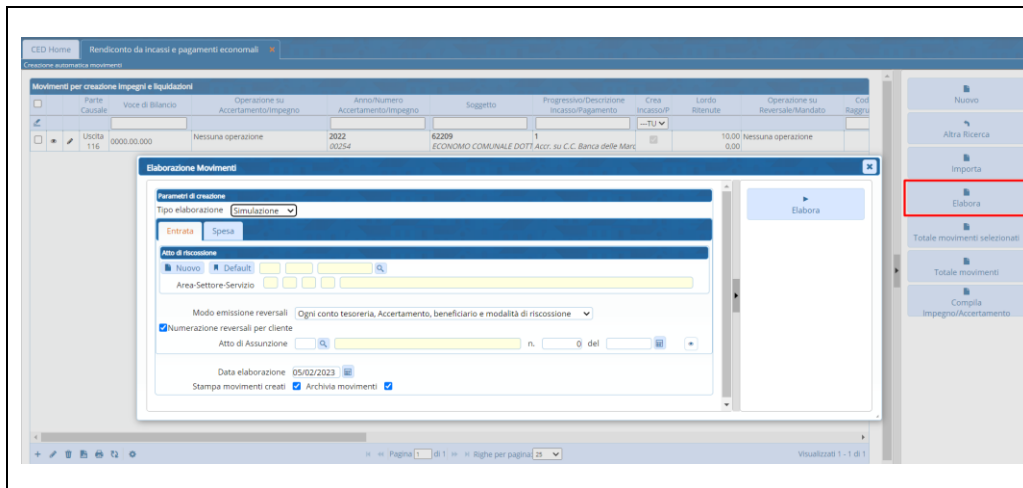 CED Home Rendiconto da incassi e pagamenti economali ×
Creazione automatica movimenti
Movimenti per creazione Impegni e liquidazioni
Parte Causale Voce di Bilancio Operazione su Accertamento/Impegno Anno/Numero Accertamento/Impegno Soggetto Progressivo/Descrizione Incasso/Pagamento Crea Incasso/P Lordo Ritenute Operazione su Reversale/Mandato Cod Raggru
---TU
Uscita 116 0000.00.000 Nessuna operazione 2022 00254 62209 ECONOMO COMUNALE DOTT. 1 Accr. su C.C. Banca delle Marc 10,00 0,00 Nessuna operazione
Nuovo
Altra Ricerca
Importa
Elabora
Totale movimenti selezionati
Totale movimenti
Compila Impegno/Accertamento
Elaborazione Movimenti
Parametri di creazione
Tipo elaborazione Simulazione
Entrata Spesa
Atto di riscossione
Nuovo Default
Area-Settore-Servizio
Modo emissione reversali Ogni conto tesoreria, Accertamento, beneficiario e modalità di riscossione
Numerazione reversali per cliente
Atto di Assunzione n. 0 del
Data elaborazione 05/02/2023
Stampa movimenti creati Archivia movimenti
Elabora
Pagina 1 di 1 Righe per pagina: 25 Visualizzati 1 - 1 di 1